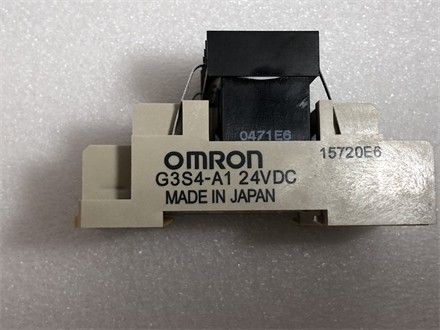 0471E6
OMRON
15720E6
G3S4-A1 24VDC
MADE IN JAPAN